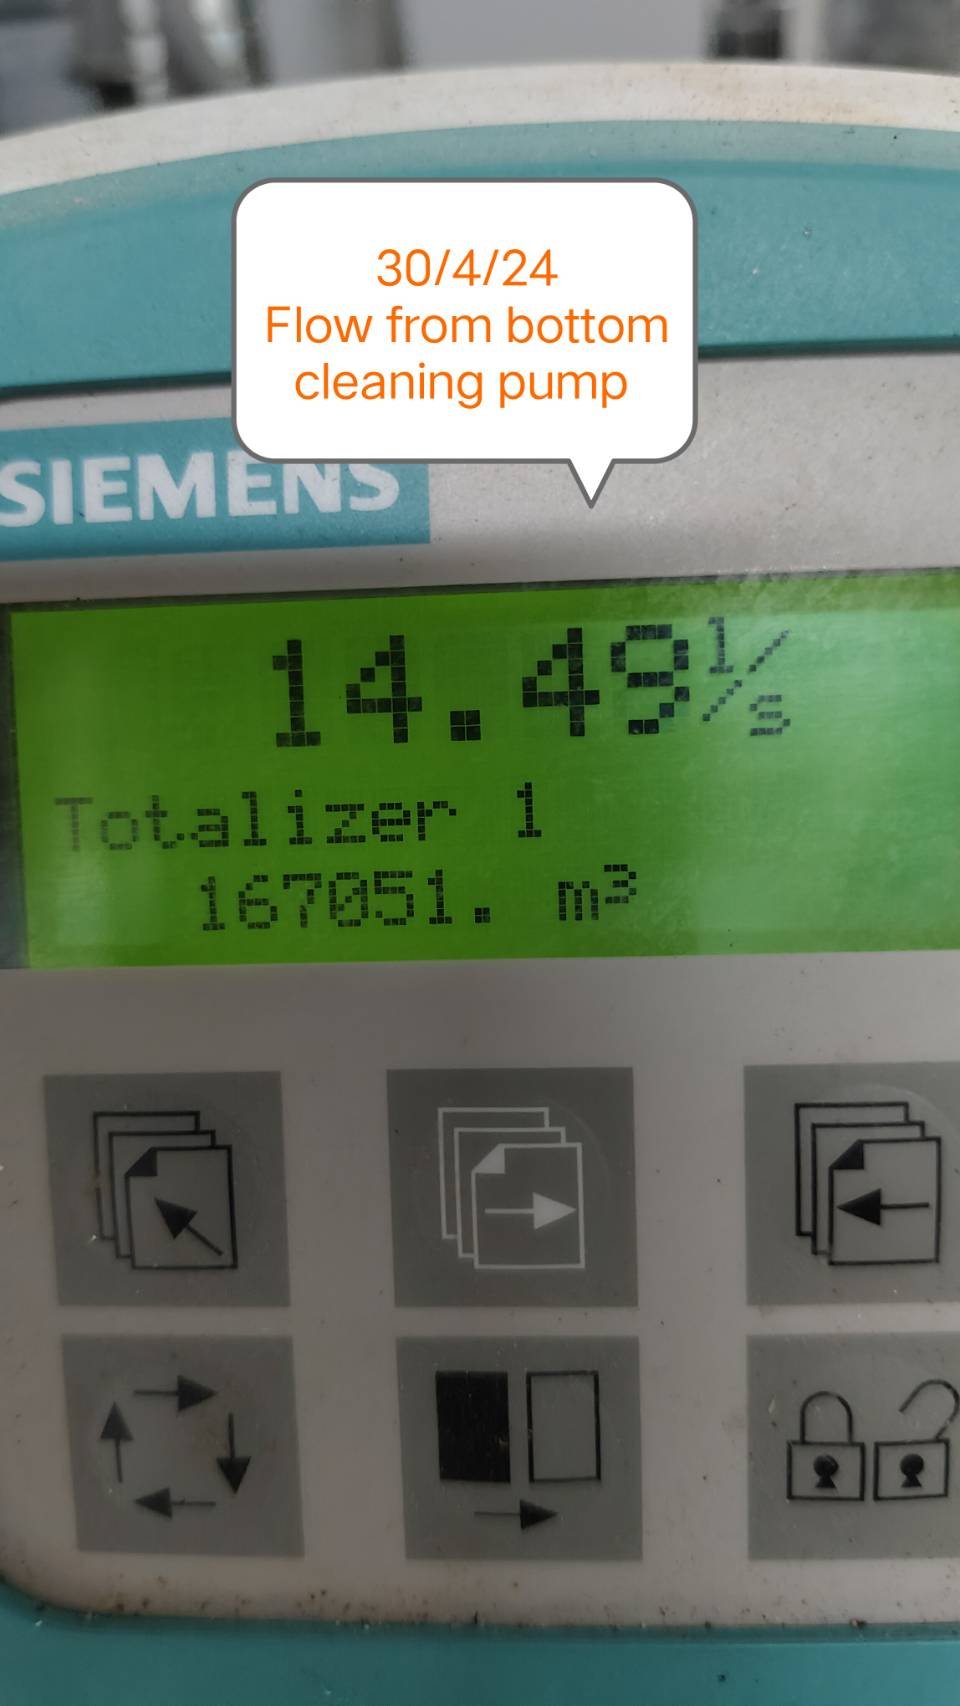 30/4/24
Flow from bottom
cleaning pump
SIEMENS
14.49 l/s
Totalizer 1
167051. m³